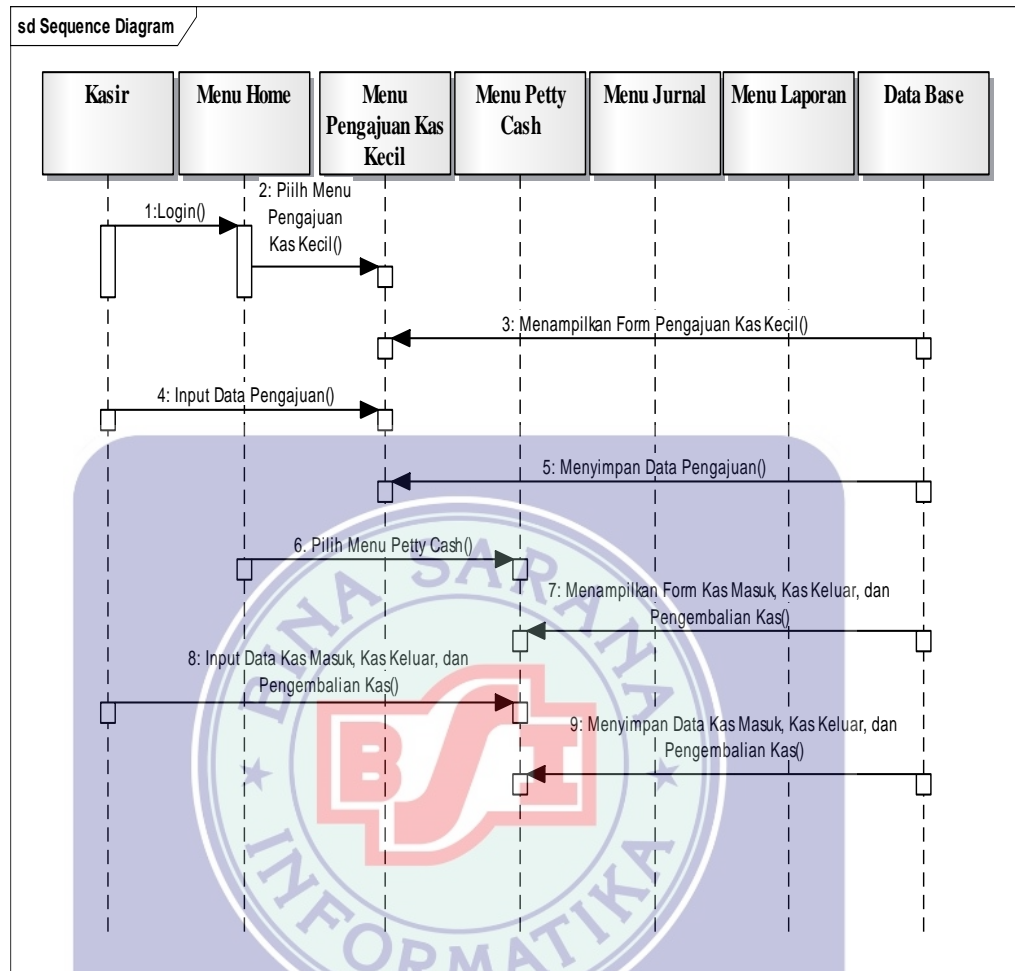 sd Sequence Diagram
Kasir
Menu Home
Menu
Pengajuan Kas
Kecil
Menu Petty
Cash
Menu Jurnal
Menu Laporan
Data Base
1:Login()
2: Piilh Menu
Pengajuan
Kas Kecil()
3: Menampilkan Form Pengajuan Kas Kecil()
4: Input Data Pengajuan()
5: Menyimpan Data Pengajuan()
6. Pilih Menu Petty Cash()
7: Menampilkan Form Kas Masuk, Kas Keluar, dan
Pengembalian Kas()
8: Input Data Kas Masuk, Kas Keluar, dan
Pengembalian Kas()
9: Menyimpan Data Kas Masuk, Kas Keluar, dan
Pengembalian Kas()
BINA SARANA
BSI
INFORMATIKA